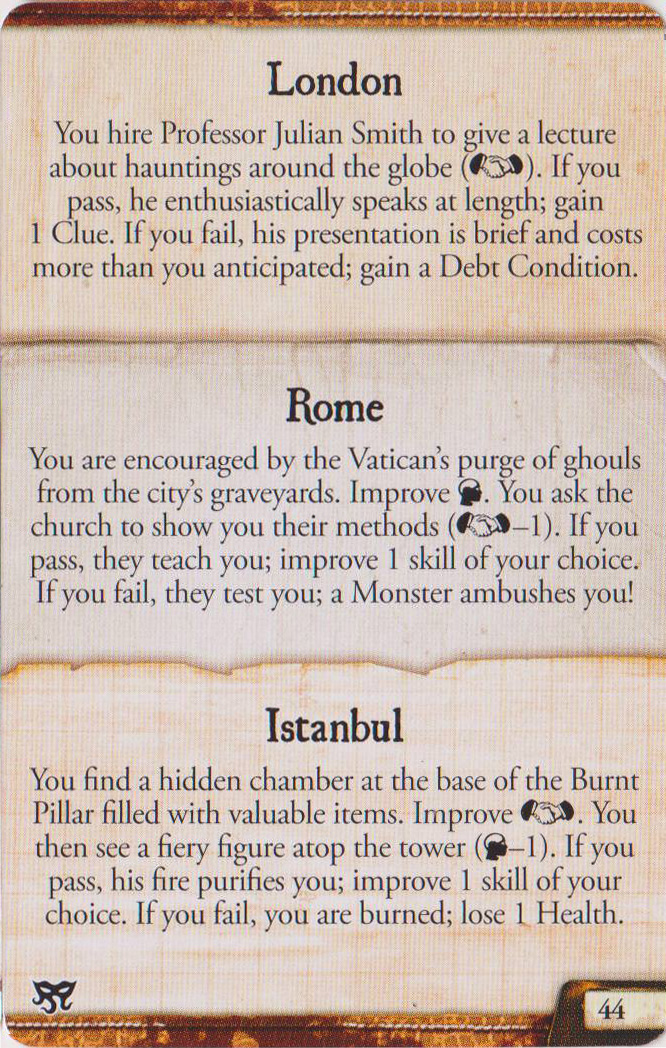 London
You hire Professor Julian Smith to give a lecture
about hauntings around the globe ( ). If you
pass, he enthusiastically speaks at length; gain
1 Clue. If you fail, his presentation is brief and costs
more than you anticipated; gain a Debt Condition.
Rome
You are encouraged by the Vatican's purge of ghouls
from the city's graveyards. Improve . You ask the
church to show you their methods ( –1). If you
pass, they teach you; improve 1 skill of your choice.
If you fail, they test you; a Monster ambushes you!
Istanbul
You find a hidden chamber at the base of the Burnt
Pillar filled with valuable items. Improve . You
then see a fiery figure atop the tower ( –1). If you
pass, his fire purifies you; improve 1 skill of your
choice. If you fail, you are burned; lose 1 Health.
44